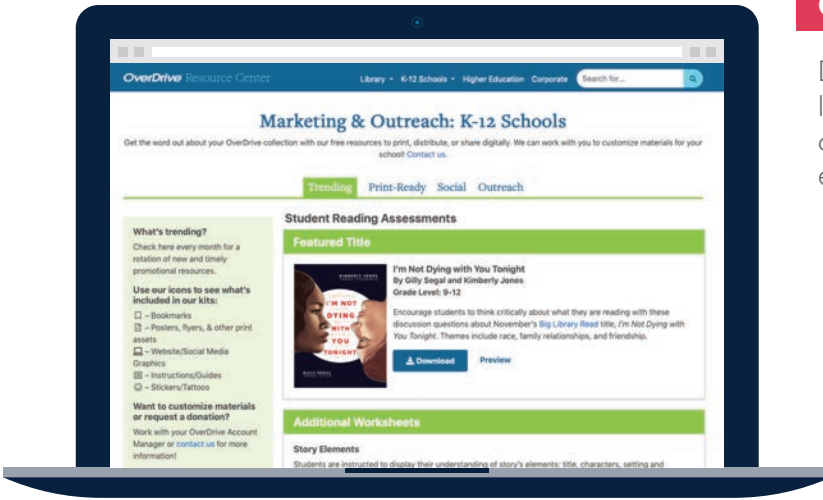 OverDrive Resource Center
Library K-12 Schools Higher Education Corporate Search for...
Marketing & Outreach: K-12 Schools
Get the word out about your OverDrive collection with our free resources to print, distribute, or share digitally. We can work with you to customize materials for your
school! Contact us.
Trending Print-Ready Social Outreach
What's trending?
Check here every month for a
rotation of new and timely
promotional resources.
Use our icons to see what's
included in our kits:
– Bookmarks
– Posters, flyers, & other print
assets
– Website/Social Media
Graphics
– Instructions/Guides
– Stickers/Tattoos
Want to customize materials
or request a donation?
Work with your OverDrive Account
Manager or contact us for more
information!
Student Reading Assessments
Featured Title
KIMBERLY JONES
I'M NOT
DYING
WITH
YOU
TONIGHT
GILLY SEGAL
I'm Not Dying with You Tonight
By Gilly Segal and Kimberly Jones
Grade Level: 9-12
Encourage students to think critically about what they are reading with these
discussion questions about November's Big Library Read title, I'm Not Dying with
You Tonight. Themes include race, family relationships, and friendship.
Download Preview
Additional Worksheets
Story Elements
Students are instructed to display their understanding of story's elements: title, characters, setting and